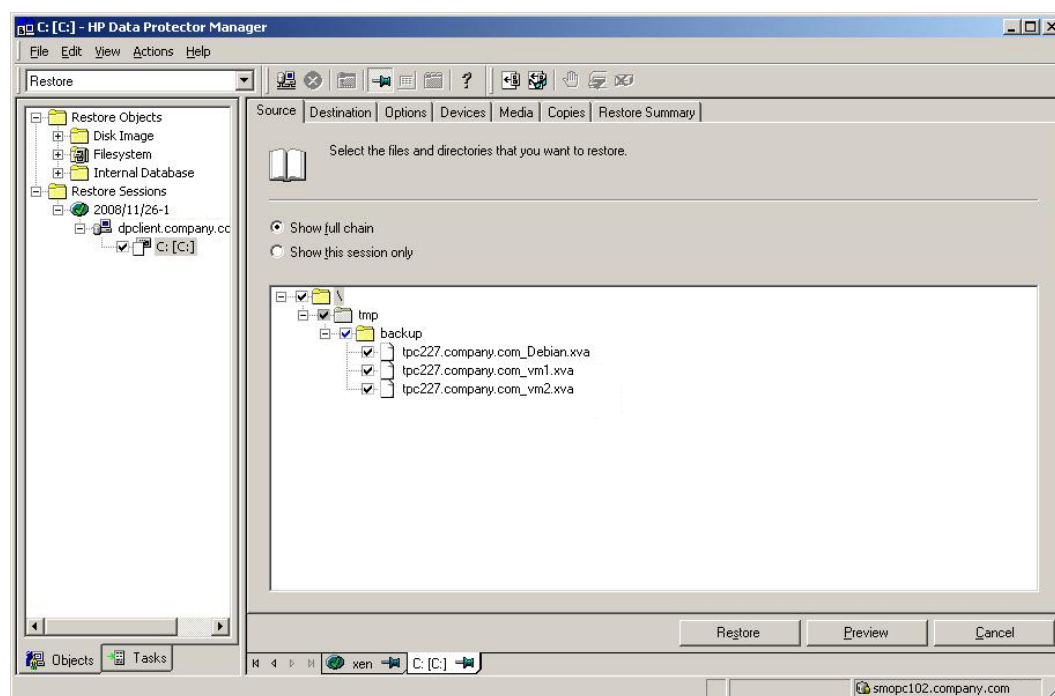 C: [C:] - HP Data Protector Manager
File Edit View Actions Help
Restore
Source Destination Options Devices Media Copies Restore Summary
Restore Objects
Disk Image
Filesystem
Internal Database
Restore Sessions
2008/11/26-1
dpclient.company.cc
C: [C:]
Select the files and directories that you want to restore.
Show full chain
Show this session only
\
tmp
backup
tpc227.company.com_Debian.xva
tpc227.company.com_vm1.xva
tpc227.company.com_vm2.xva
Restore Preview Cancel
Objects Tasks
xen C: [C:]
smopc102.company.com